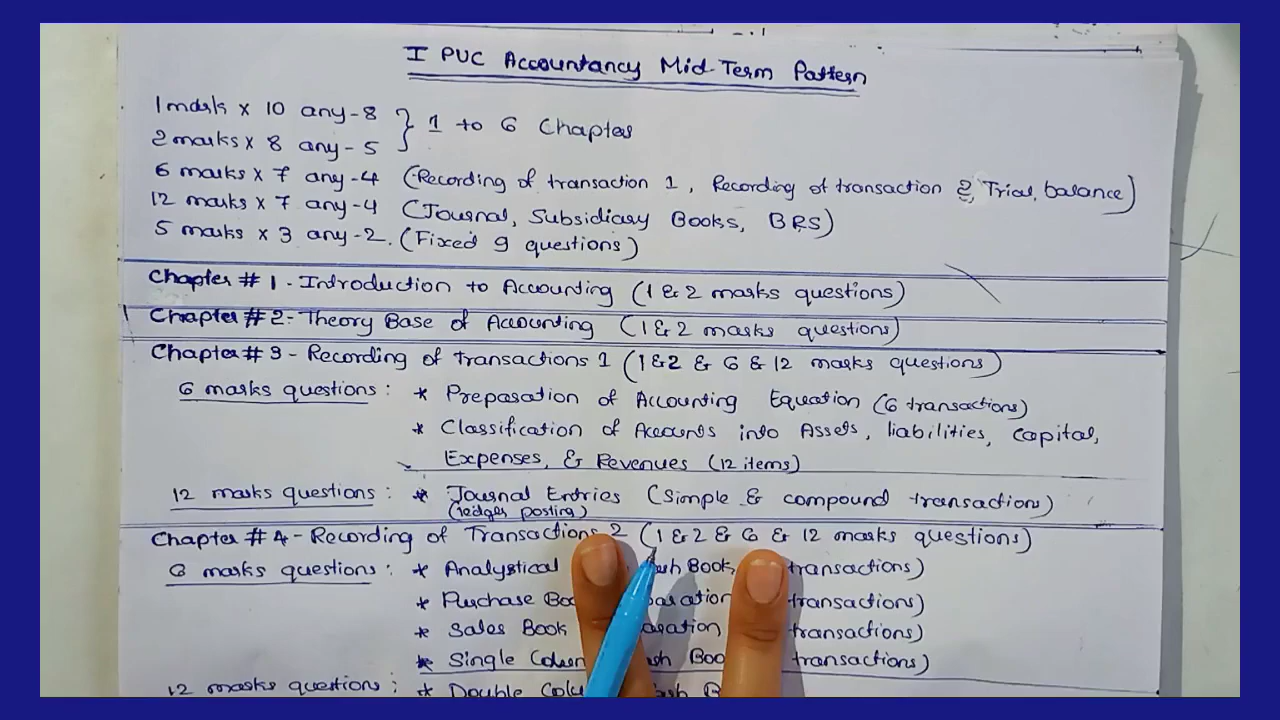 I PUC Accountancy Mid-Term Pattern
1 mark x 10 any-8 } 1 to 6 Chapter
2 marks x 8 any-5
6 marks x 7 any-4 (Recording of transaction 1, Recording of transaction 2, Trial balance)
12 marks x 7 any-4 (Journal, Subsidiary Books, BRS)
5 marks x 3 any-2. (Fixed 9 questions)
Chapter # 1 - Introduction to Accounting (1 & 2 marks questions)
Chapter # 2 - Theory Base of Accounting (1 & 2 marks questions)
Chapter # 3 - Recording of transactions 1 (1 & 2 & 6 & 12 marks questions)
6 marks questions : * Preparation of Accounting Equation (6 transactions)
* Classification of Accounts into Assets, liabilities, Capital,
Expenses, & Revenues (12 items)
12 marks questions : * Journal Entries (Simple & compound transactions)
(ledger posting)
Chapter # 4 - Recording of Transactions 2 (1 & 2 & 6 & 12 marks questions)
6 marks questions : * Analytical Book, transactions)
* Purchase transactions)
* Sales Book transactions)
* Single transactions)
12 marks questions : * Double